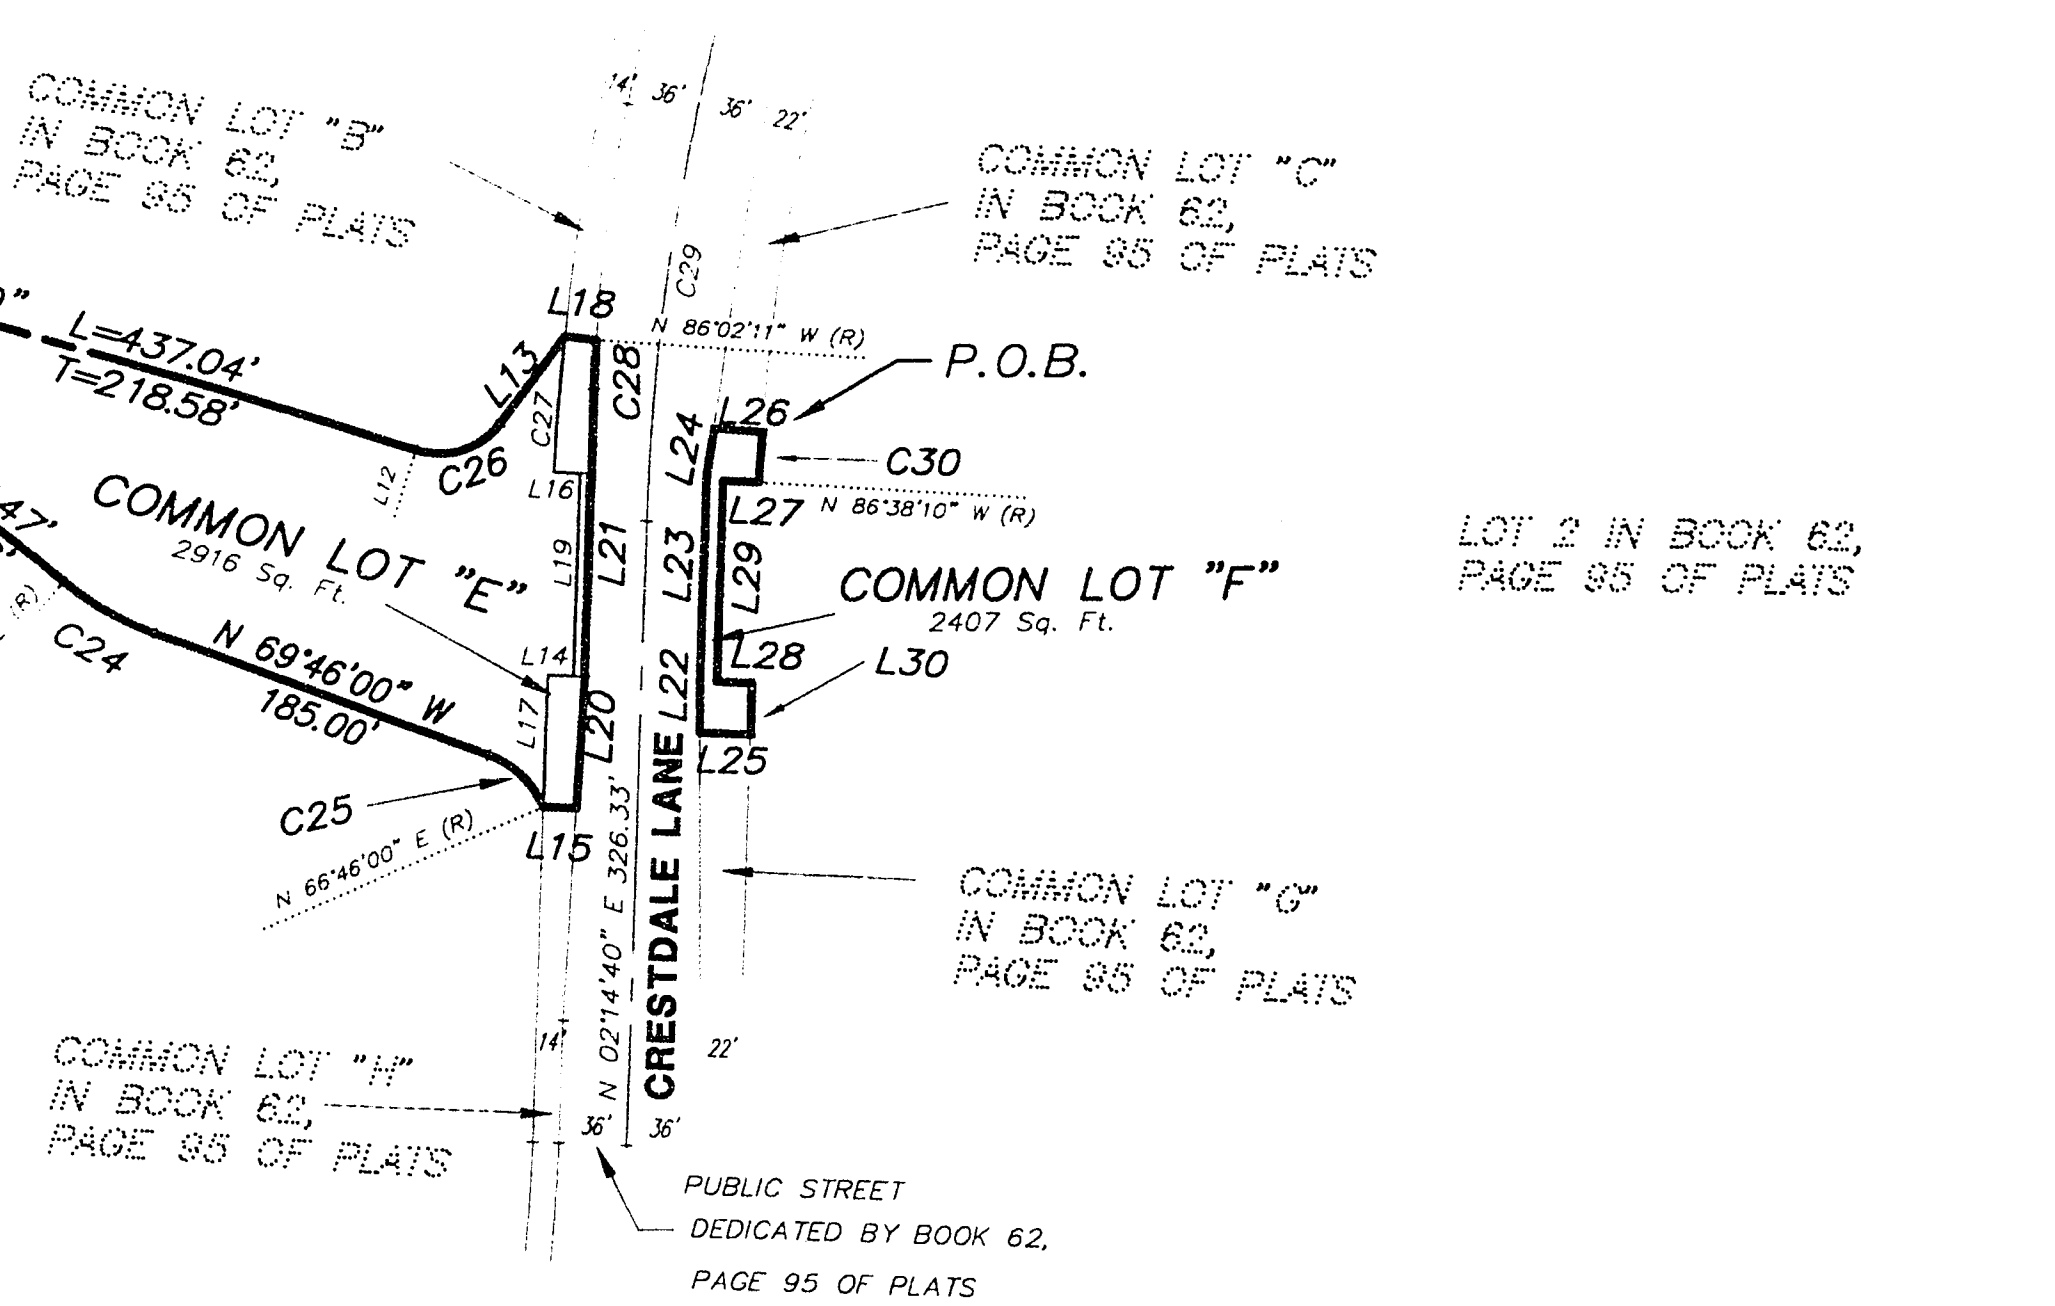 14'
36'
36'
22'
COMMON LOT "B"
IN BOOK 62,
PAGE 95 OF PLATS
COMMON LOT "C"
IN BOOK 62,
PAGE 95 OF PLATS
C29
L18
N 86°02'11" W (R)
L=437.04'
T=218.58'
L13
C27
C28
P.O.B.
L26
L24
C30
L12
C26
L16
L27
N 86°38'10" W (R)
47'
COMMON LOT "E"
2916 Sq. Ft.
L19
L21
L23
L29
COMMON LOT "F"
2407 Sq. Ft.
LOT 2 IN BOOK 62,
PAGE 95 OF PLATS
(R)
C24
N 69°46'00" W
185.00'
L14
L17
L20
L22
L28
L30
L25
C25
N 66°46'00" E (R)
L15
N 02°14'40" E 326.33'
CRESTDALE LANE
COMMON LOT "G"
IN BOOK 62,
PAGE 95 OF PLATS
14'
22'
COMMON LOT "H"
IN BOOK 62,
PAGE 95 OF PLATS
36'
36'
PUBLIC STREET
DEDICATED BY BOOK 62,
PAGE 95 OF PLATS